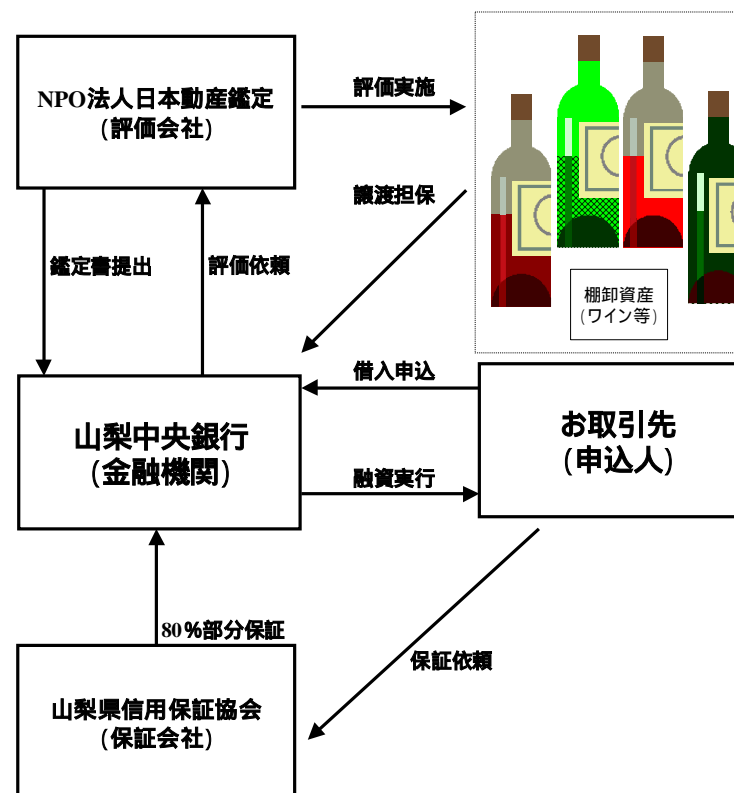 NPO法人日本動産鑑定
(評価会社)
評価実施
譲渡担保
鑑定書提出
評価依頼
棚卸資産
(ワイン等)
借入申込
山梨中央銀行
(金融機関)
お取引先
(申込人)
融資実行
80%部分保証
保証依頼
山梨県信用保証協会
(保証会社)